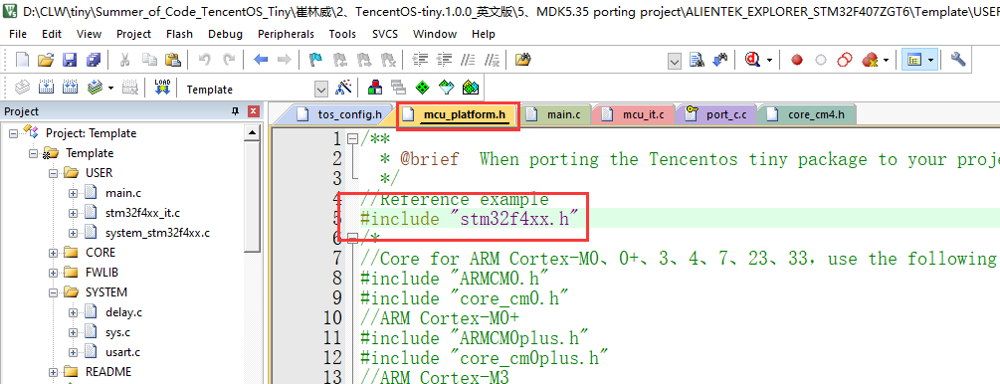 D:\CLW\tiny\Summer_of_Code_TencentOS_Tiny\崔林威\2、TencentOS-tiny.1.0.0_英文版\5、MDK5.35 porting project\ALIENTEK_EXPLORER_STM32F407ZGT6\Template\USER
File Edit View Project Flash Debug Peripherals Tools SVCS Window Help
LOAD Template
Project
tos_config.h mcu_platform.h main.c mcu_it.c port_c.c core_cm4.h
Project: Template
Template
USER
main.c
stm32f4xx_it.c
system_stm32f4xx.c
CORE
FWLIB
SYSTEM
delay.c
sys.c
usart.c
README
1 /**
2 * @brief When porting the Tencentos tiny package to your proje
3 */
4 //Reference example
5 #include "stm32f4xx.h"
6 /*
7 //Core for ARM Cortex-M0、0+、3、4、7、23、33, use the following
8 #include "ARMCM0.h"
9 #include "core_cm0.h"
10 //ARM Cortex-M0+
11 #include "ARMCM0plus.h"
12 #include "core_cm0plus.h"
13 //ARM Cortex-M3